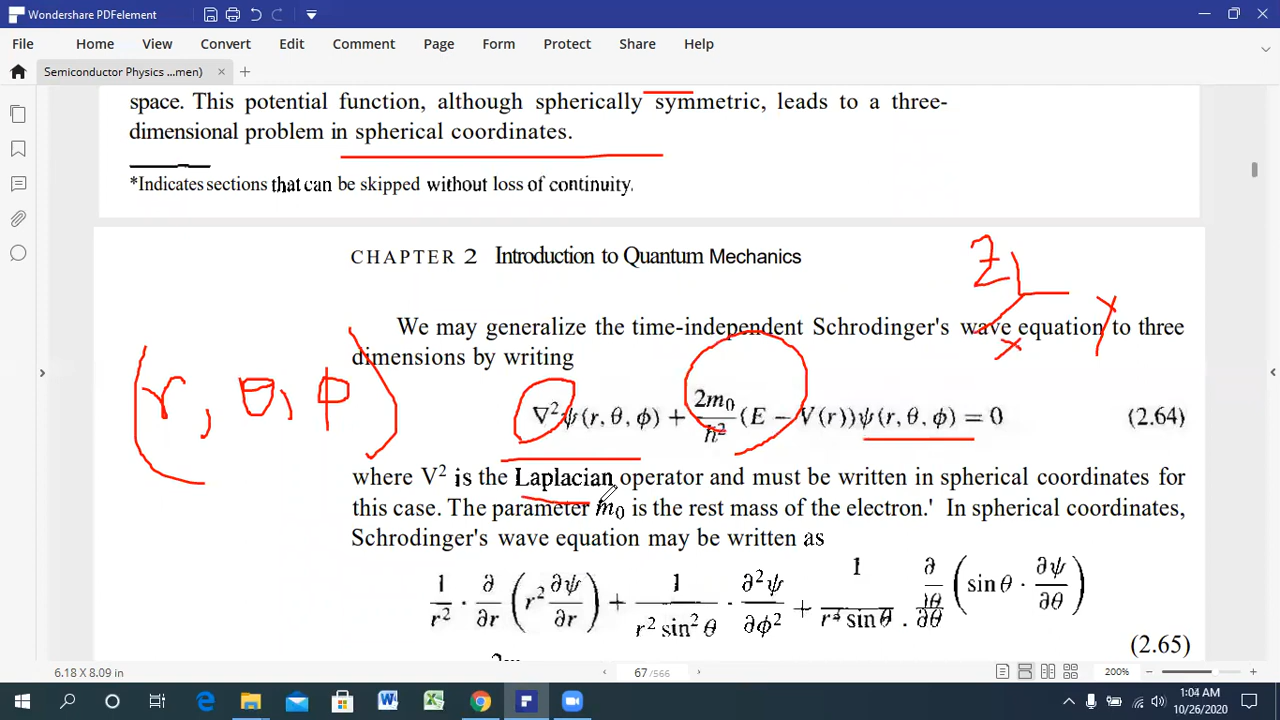 Wondershare PDFelement
File Home View Convert Edit Comment Page Form Protect Share Help
Semiconductor Physics ...men) × +
space. This potential function, although spherically symmetric, leads to a three-
dimensional problem in spherical coordinates.
*Indicates sections that can be skipped without loss of continuity.
CHAPTER 2 Introduction to Quantum Mechanics
Z
y
x
We may generalize the time-independent Schrodinger's wave equation to three
dimensions by writing
(r, θ, φ)
∇²ψ(r, θ, ϕ) + 2m₀/ħ² (E − V(r))ψ(r, θ, ϕ) = 0 (2.64)
where V² is the Laplacian operator and must be written in spherical coordinates for
this case. The parameter m₀ is the rest mass of the electron.' In spherical coordinates,
Schrodinger's wave equation may be written as
1/r² · ∂/∂r (r² ∂ψ/∂r) + 1/(r² sin² θ) · ∂²ψ/∂ϕ² + 1/(r² sin θ) · ∂/∂θ (sin θ · ∂ψ/∂θ)
(2.65)
6.18 x 8.09 in 67 /566 200%
1:04 AM
10/26/2020